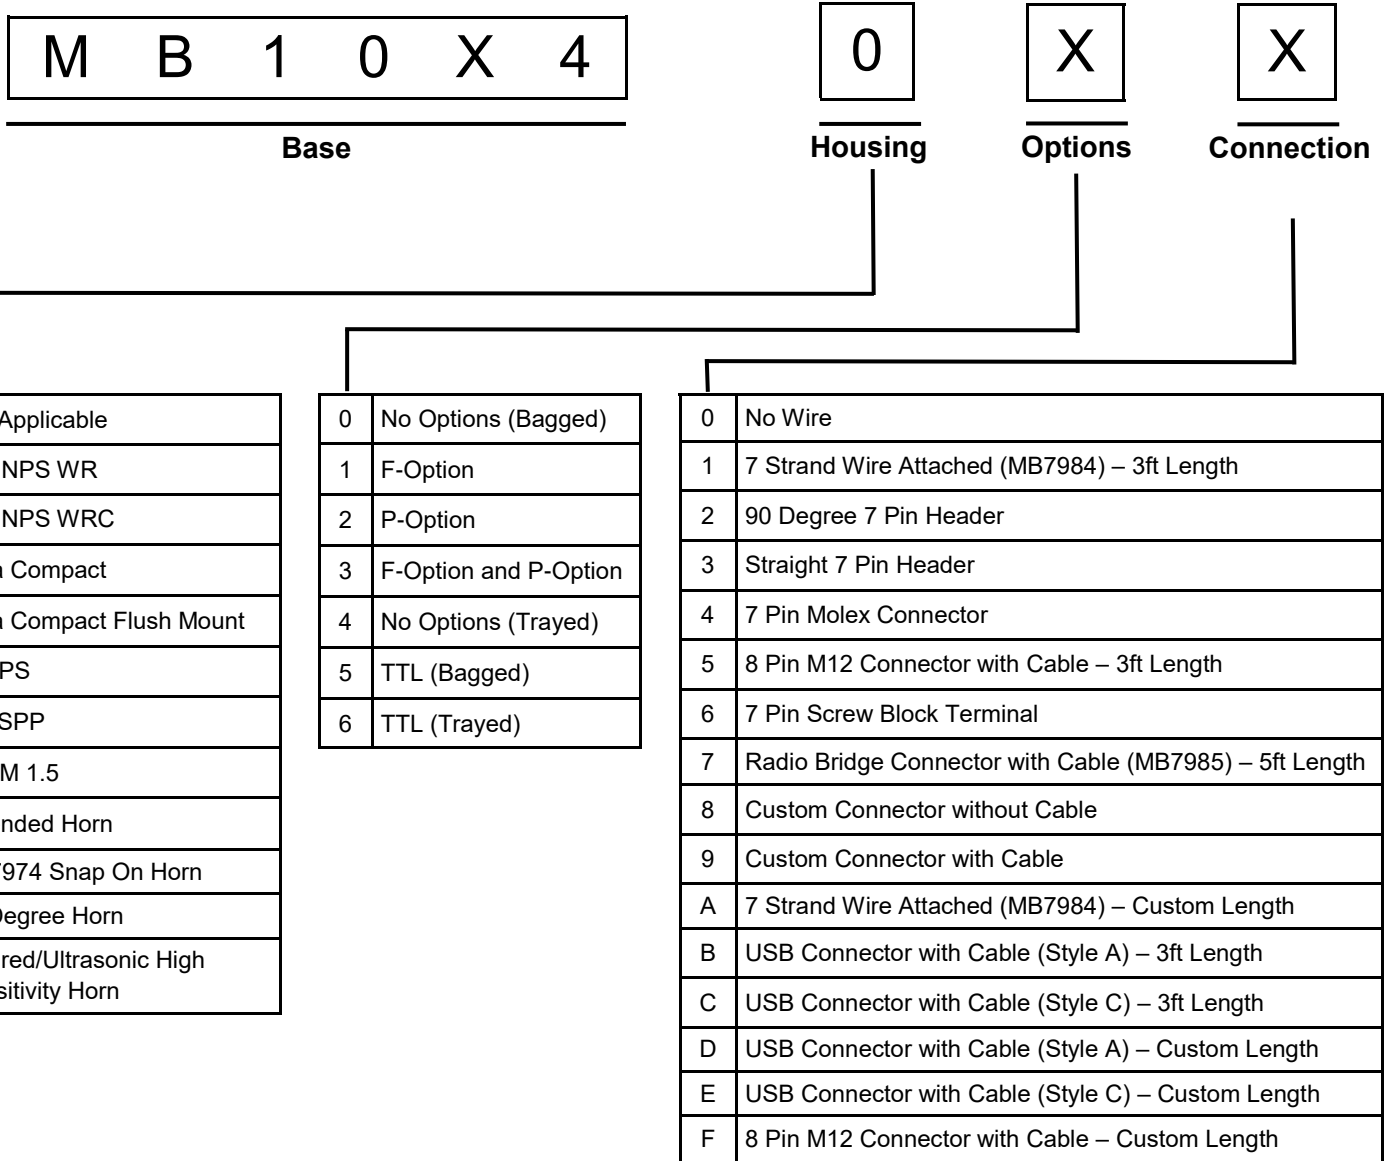 M B 1 0 X 4
0
X
X
Base
Housing
Options
Connection
Applicable
NPS WR
NPS WRC
Compact
Compact Flush Mount
PS
SPP
M 1.5
nded Horn
974 Snap On Horn
Degree Horn
red/Ultrasonic High
sitivity Horn
0 No Options (Bagged)
1 F-Option
2 P-Option
3 F-Option and P-Option
4 No Options (Trayed)
5 TTL (Bagged)
6 TTL (Trayed)
0 No Wire
1 7 Strand Wire Attached (MB7984) – 3ft Length
2 90 Degree 7 Pin Header
3 Straight 7 Pin Header
4 7 Pin Molex Connector
5 8 Pin M12 Connector with Cable – 3ft Length
6 7 Pin Screw Block Terminal
7 Radio Bridge Connector with Cable (MB7985) – 5ft Length
8 Custom Connector without Cable
9 Custom Connector with Cable
A 7 Strand Wire Attached (MB7984) – Custom Length
B USB Connector with Cable (Style A) – 3ft Length
C USB Connector with Cable (Style C) – 3ft Length
D USB Connector with Cable (Style A) – Custom Length
E USB Connector with Cable (Style C) – Custom Length
F 8 Pin M12 Connector with Cable – Custom Length